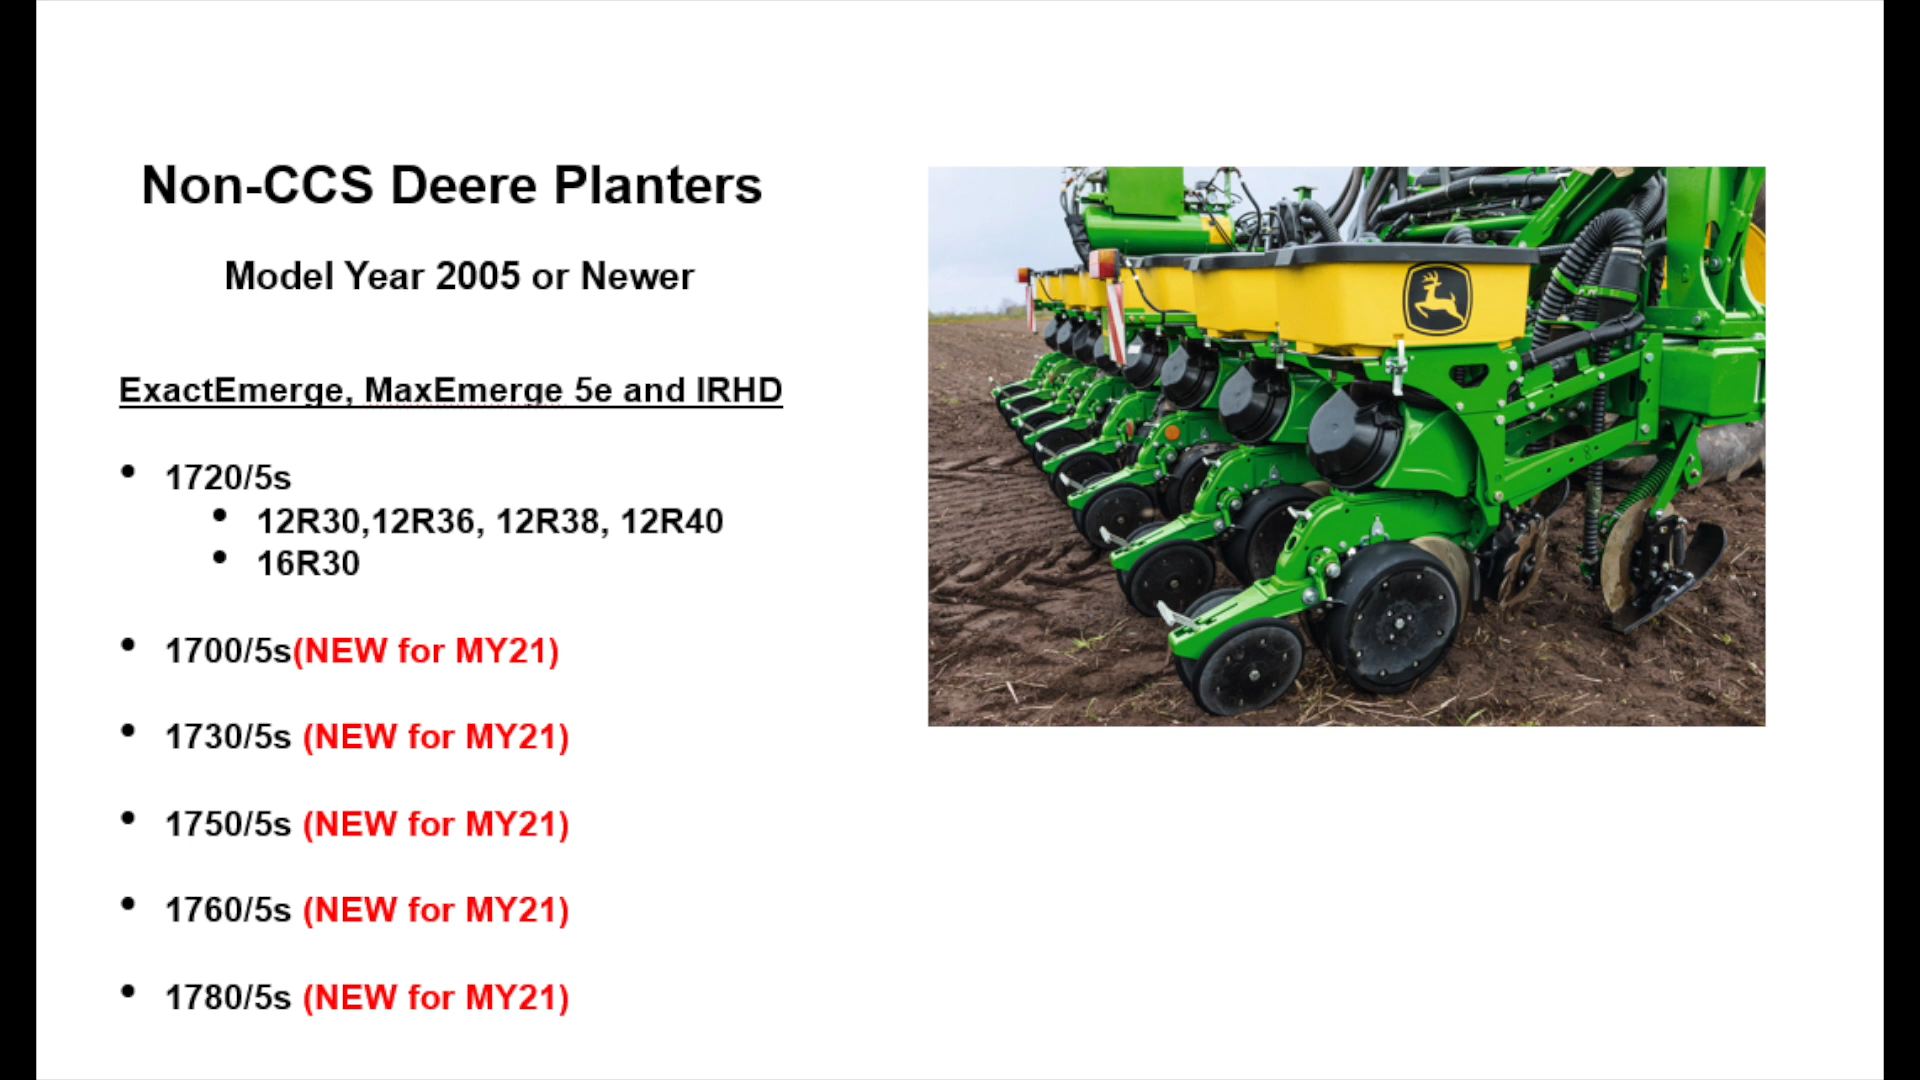 Non-CCS Deere Planters
Model Year 2005 or Newer
ExactEmerge, MaxEmerge 5e and IRHD
• 1720/5s
• 12R30,12R36, 12R38, 12R40
• 16R30
• 1700/5s(NEW for MY21)
• 1730/5s (NEW for MY21)
• 1750/5s (NEW for MY21)
• 1760/5s (NEW for MY21)
• 1780/5s (NEW for MY21)